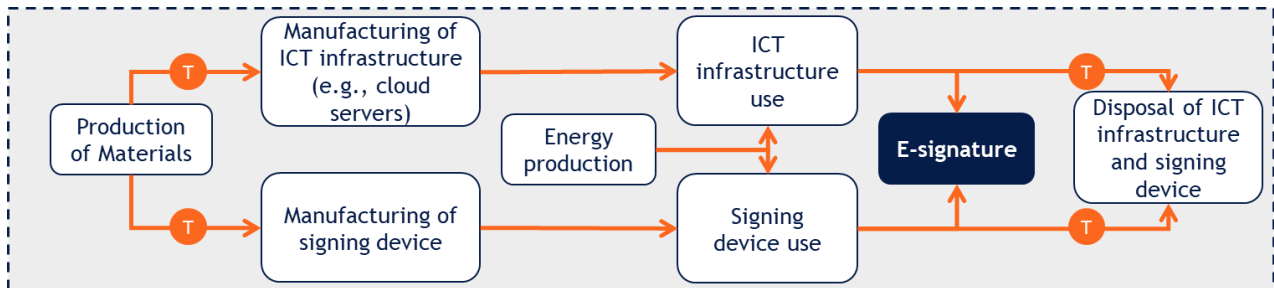 Production
of Materials
T
Manufacturing of
ICT infrastructure
(e.g., cloud
servers)
T
Manufacturing of
signing device
Energy
production
ICT
infrastructure
use
Signing
device use
E-signature
T
T
Disposal of ICT
infrastructure
and signing
device